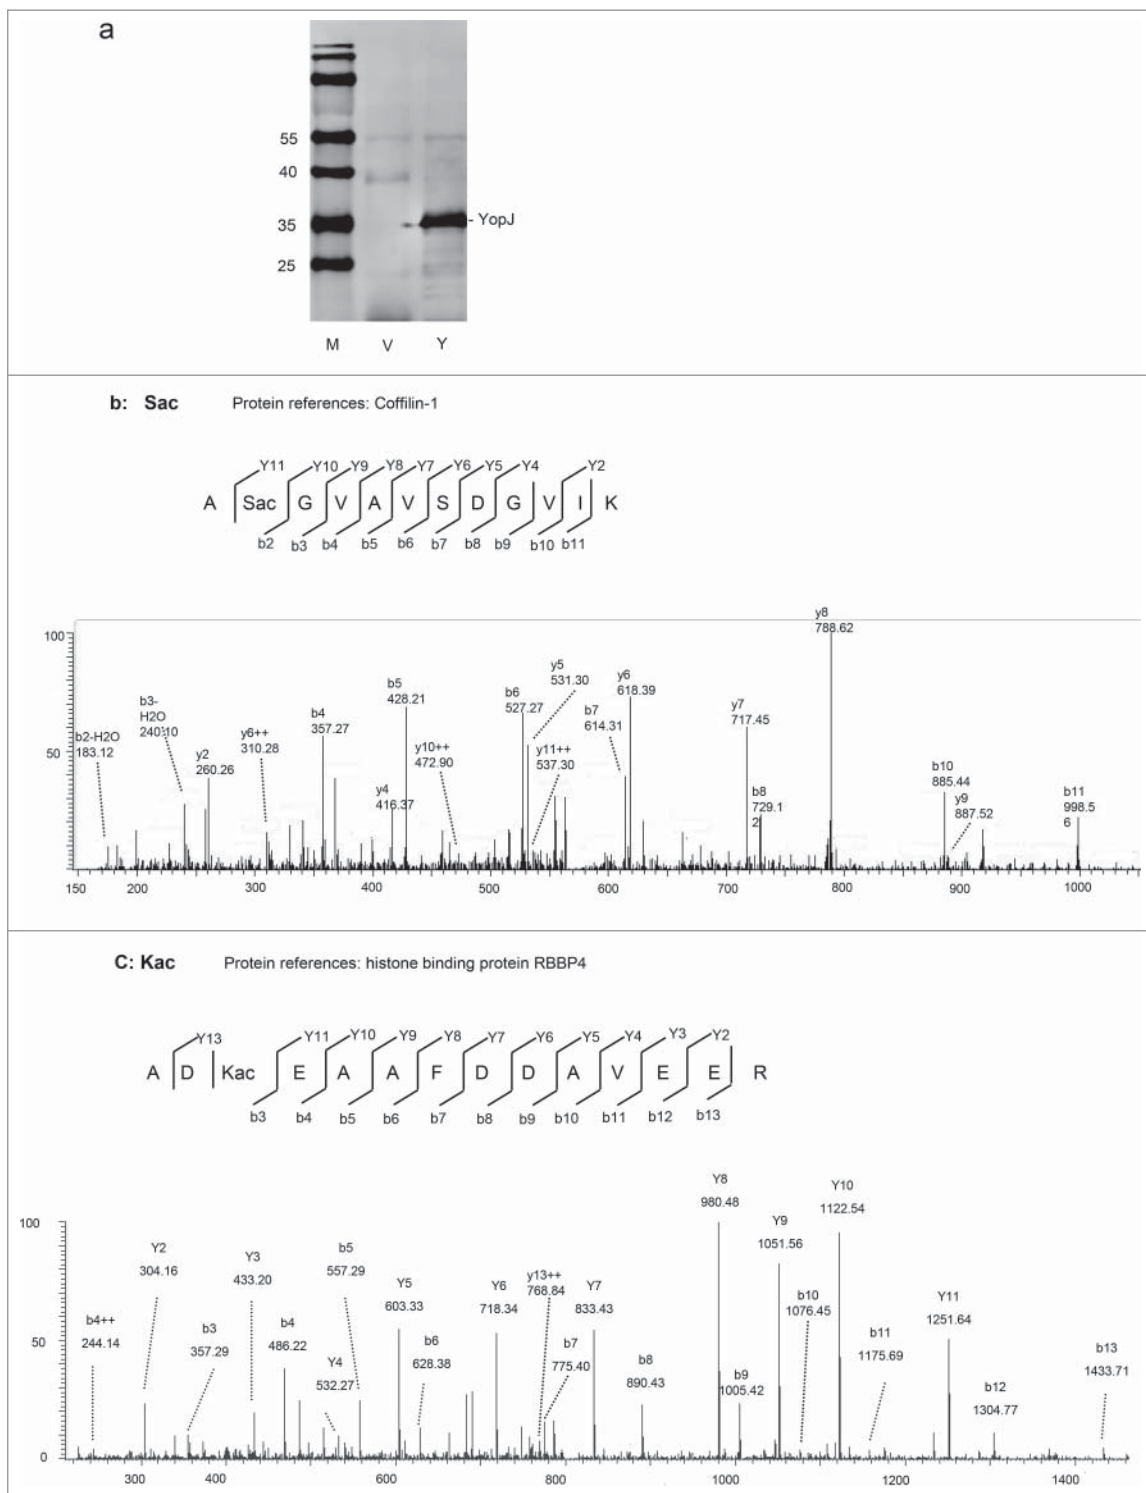 a
55
40
35
25
- YopJ
M V Y
b: Sac Protein references: Coffilin-1
Y11 Y10 Y9 Y8 Y7 Y6 Y5 Y4 Y2
A Sac G V A V S D G V I K
b2 b3 b4 b5 b6 b7 b8 b9 b10 b11
100
50
b2-H2O
183.12
b3-
H2O
240.10
y2
260.26
y6++
310.28
b4
357.27
b5
428.21
y4
416.37
y10++
472.90
b6
527.27
y5
531.30
y11++
537.30
b7
614.31
y6
618.39
y7
717.45
b8
729.1
2
y8
788.62
b10
885.44
y9
887.52
b11
998.5
6
150 200 300 400 500 600 700 800 900 1000
C: Kac Protein references: histone binding protein RBBP4
Y13 Y11 Y10 Y9 Y8 Y7 Y6 Y5 Y4 Y3 Y2
A D Kac E A A F D D A V E E R
b3 b4 b5 b6 b7 b8 b9 b10 b11 b12 b13
100
50
0
b4++
244.14
Y2
304.16
b3
357.29
Y3
433.20
b4
486.22
Y4
532.27
b5
557.29
Y5
603.33
b6
628.38
Y6
718.34
y13++
768.84
b7
775.40
Y7
833.43
b8
890.43
Y8
980.48
b9
1005.42
Y9
1051.56
b10
1076.45
Y10
1122.54
b11
1175.69
Y11
1251.64
b12
1304.77
b13
1433.71
300 400 600 800 1000 1200 1400